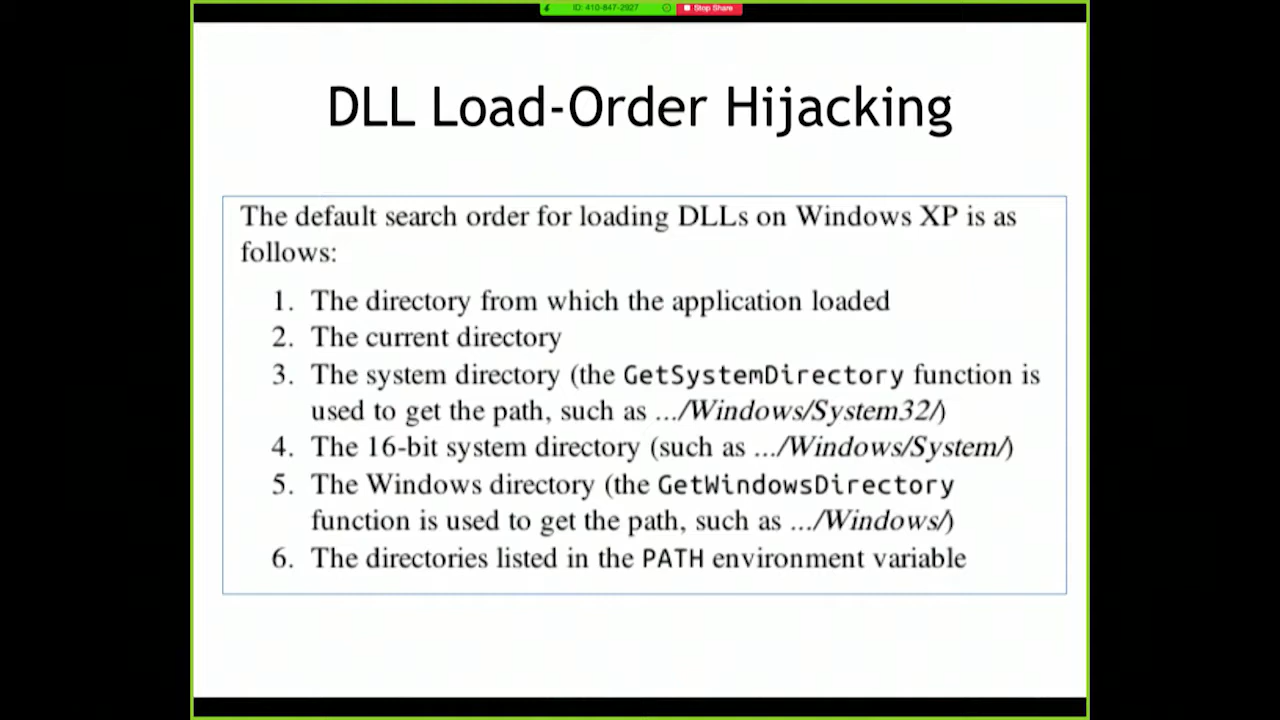 ID: 410-847-2927
Stop Share
DLL Load-Order Hijacking
The default search order for loading DLLs on Windows XP is as
follows:
1. The directory from which the application loaded
2. The current directory
3. The system directory (the GetSystemDirectory function is
used to get the path, such as .../Windows/System32/)
4. The 16-bit system directory (such as .../Windows/System/)
5. The Windows directory (the GetWindowsDirectory
function is used to get the path, such as .../Windows/)
6. The directories listed in the PATH environment variable